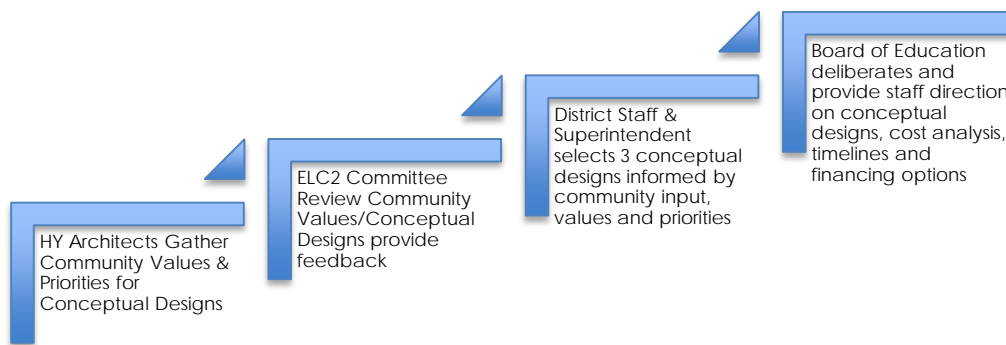 HY Architects Gather
Community Values &
Priorities for
Conceptual Designs
ELC2 Committee
Review Community
Values/Conceptual
Designs provide
feedback
District Staff &
Superintendent
selects 3 conceptual
designs informed by
community input,
values and priorities
Board of Education
deliberates and
provide staff direction
on conceptual
designs, cost analysis,
timelines and
financing options